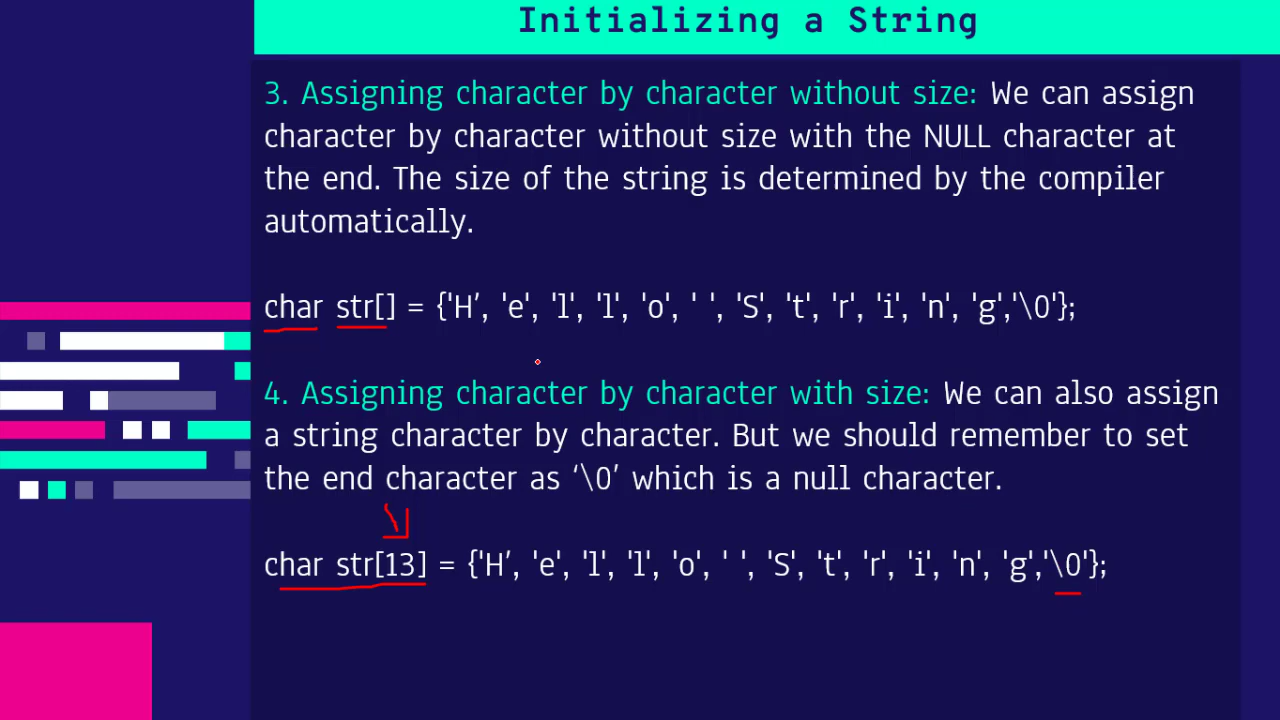 Initializing a String
3. Assigning character by character without size: We can assign
character by character without size with the NULL character at
the end. The size of the string is determined by the compiler
automatically.
char str[] = {'H’, 'e', 'l', 'l', 'o', ' ', 'S', 't', 'r', 'i', 'n', 'g','\0'};
4. Assigning character by character with size: We can also assign
a string character by character. But we should remember to set
the end character as ‘\0’ which is a null character.
char str[13] = {'H’, 'e', 'l', 'l', 'o', ' ', 'S', 't', 'r', 'i', 'n', 'g','\0'};